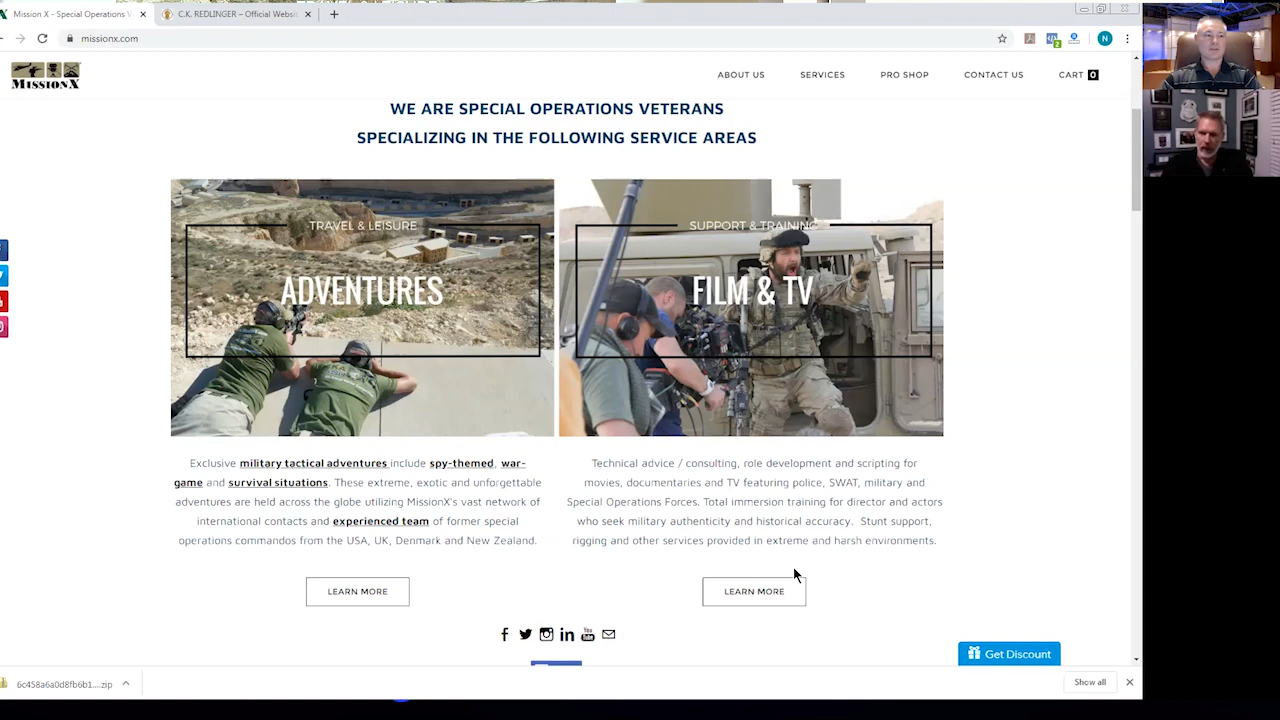 Mission X - Special Operations V
C.K. REDLINGER – Official Websi
missionx.com
2
N
MISSIONX
ABOUT US
SERVICES
PRO SHOP
CONTACT US
CART 0
WE ARE SPECIAL OPERATIONS VETERANS
SPECIALIZING IN THE FOLLOWING SERVICE AREAS
TRAVEL & LEISURE
ADVENTURES
SUPPORT & TRAINING
FILM & TV
Exclusive military tactical adventures include spy-themed, war-
game and survival situations. These extreme, exotic and unforgettable
adventures are held across the globe utilizing MissionX's vast network of
international contacts and experienced team of former special
operations commandos from the USA, UK, Denmark and New Zealand.
LEARN MORE
Technical advice / consulting, role development and scripting for
movies, documentaries and TV featuring police, SWAT, military and
Special Operations Forces. Total immersion training for director and actors
who seek military authenticity and historical accuracy. Stunt support,
rigging and other services provided in extreme and harsh environments.
LEARN MORE
You
Tube
Get Discount
6c458a6a0d8fb6b1....zip
Show all